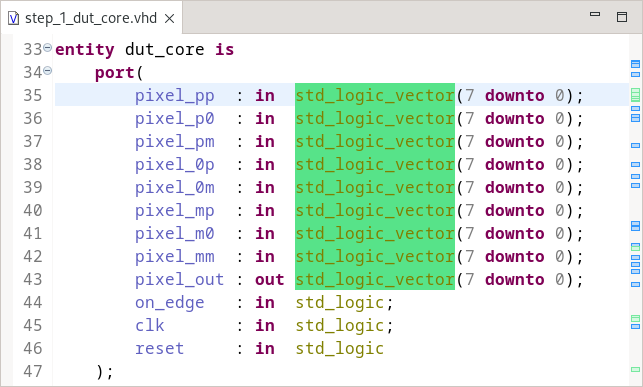 step_1_dut_core.vhd
33 entity dut_core is
34     port(
35         pixel_pp  : in  std_logic_vector(7 downto 0);
36         pixel_p0  : in  std_logic_vector(7 downto 0);
37         pixel_pm  : in  std_logic_vector(7 downto 0);
38         pixel_0p  : in  std_logic_vector(7 downto 0);
39         pixel_0m  : in  std_logic_vector(7 downto 0);
40         pixel_mp  : in  std_logic_vector(7 downto 0);
41         pixel_m0  : in  std_logic_vector(7 downto 0);
42         pixel_mm  : in  std_logic_vector(7 downto 0);
43         pixel_out : out std_logic_vector(7 downto 0);
44         on_edge   : in  std_logic;
45         clk       : in  std_logic;
46         reset     : in  std_logic
47     );